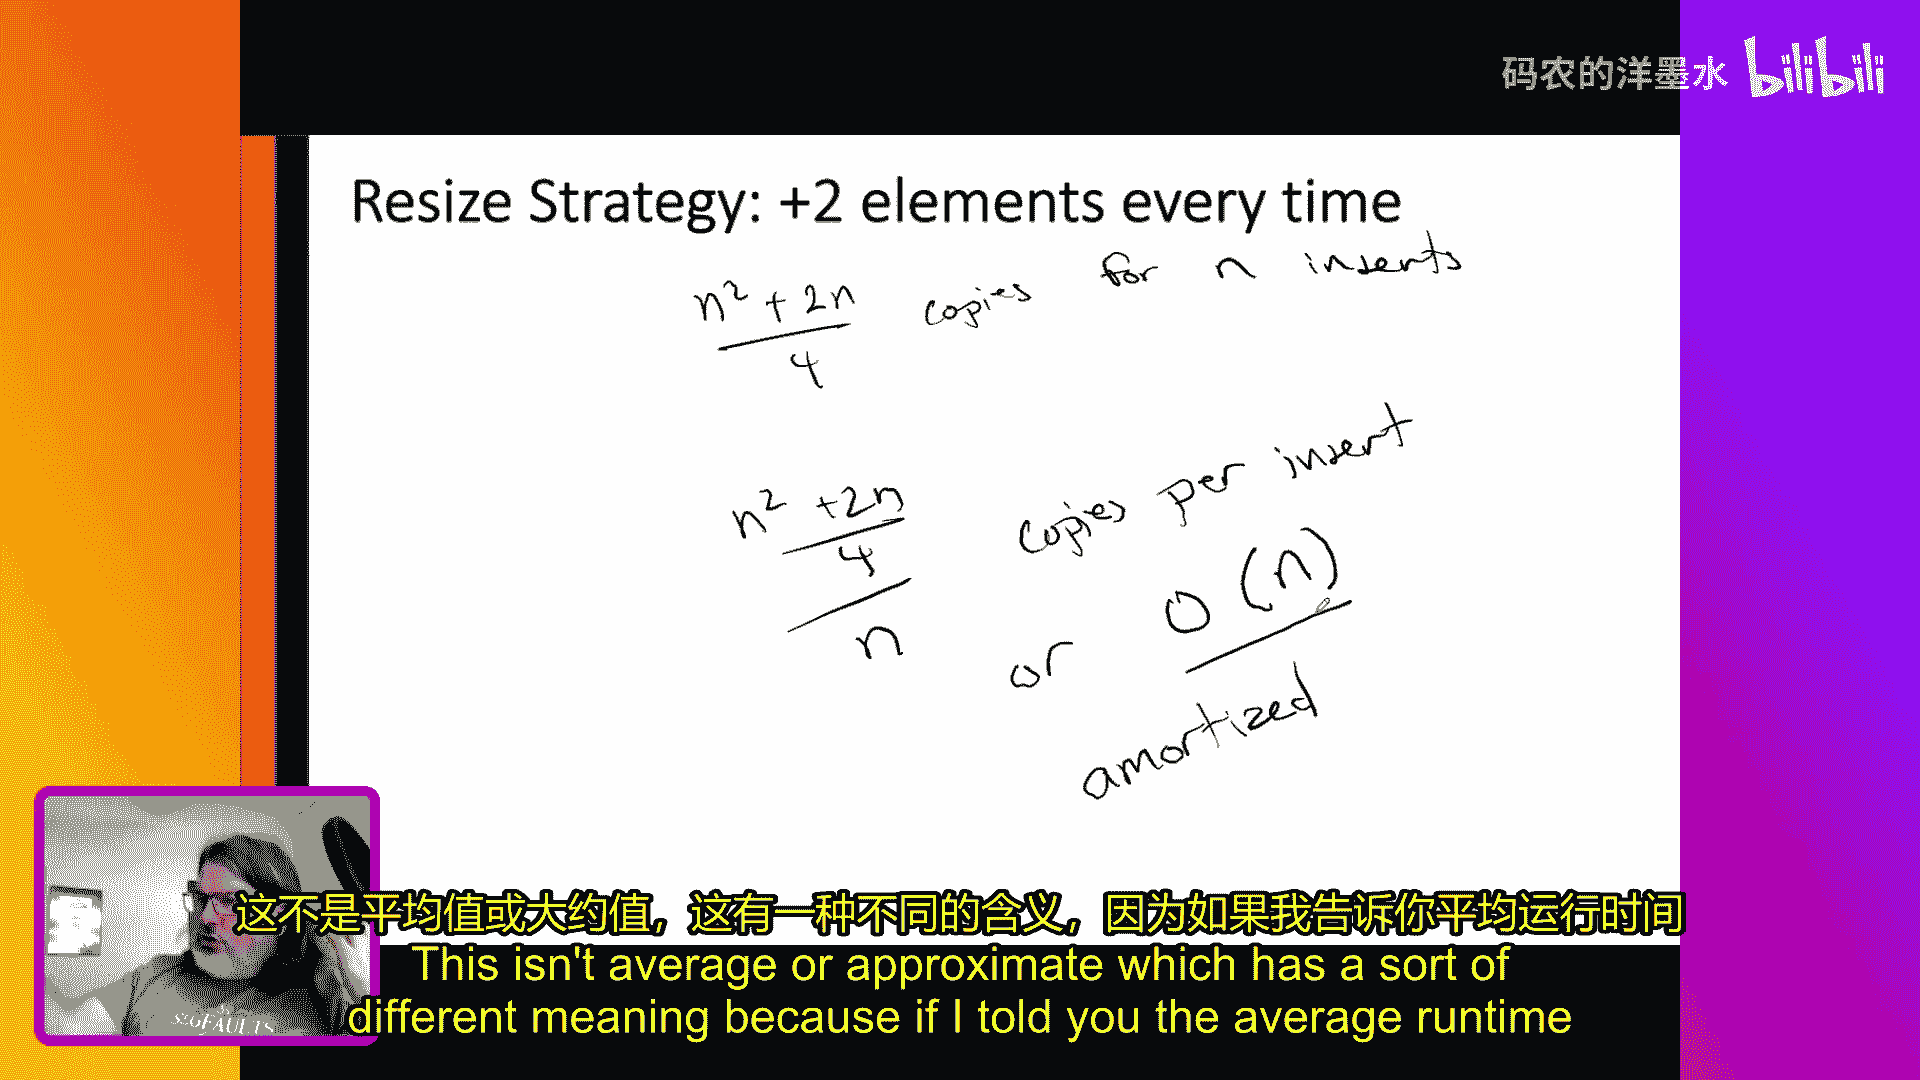 码农的洋墨水 bilibili
Resize Strategy: +2 elements every time
n² + 2n
4
copies for n inserts
n² + 2n
4
n
copies per insert
or O(n)
amortized
SEGFAULTS
这不是平均值或大约值，这有一种不同的含义，因为如果我告诉你平均运行时间
This isn't average or approximate which has a sort of
different meaning because if I told you the average runtime